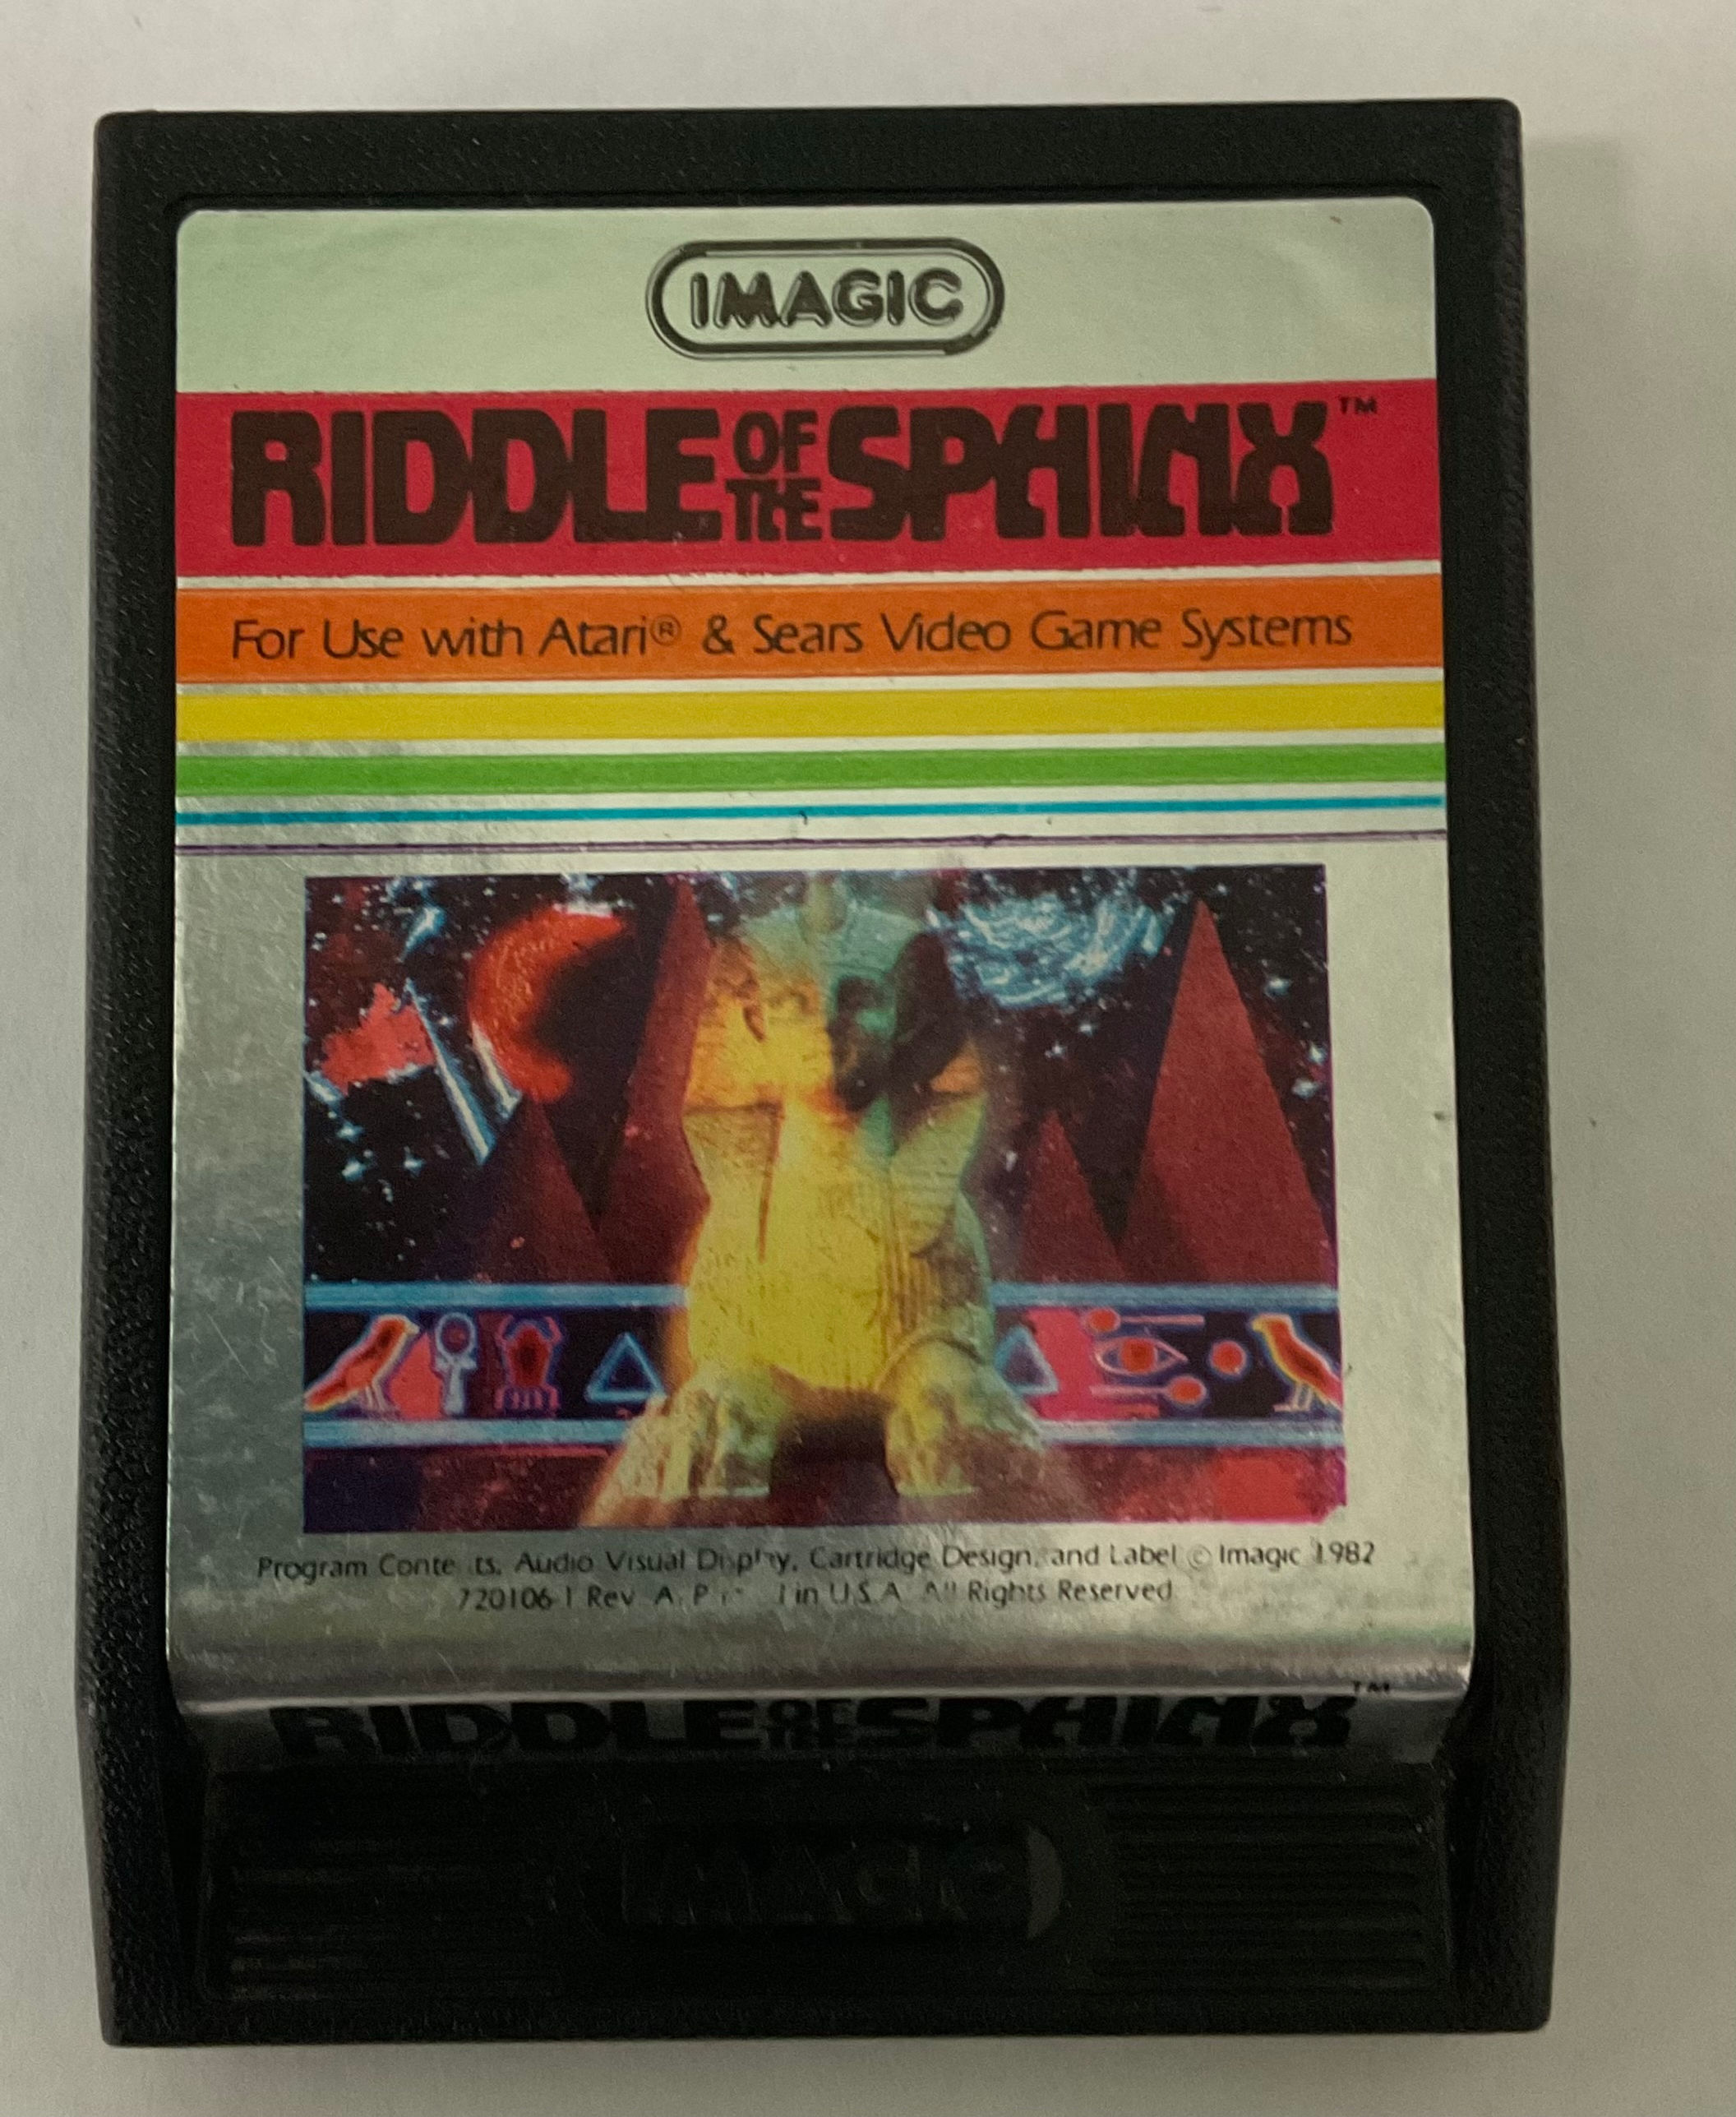 IMAGIC
RIDDLE OF THE SPHINX™
For Use with Atari® & Sears Video Game Systems
Program Conte ts, Audio Visual Disp y, Cartridge Design, and Label © Imagic 1982
720106-1 Rev. A. P in U.S.A. All Rights Reserved
RIDDLE OF THE SPHINX™
IMAGIC